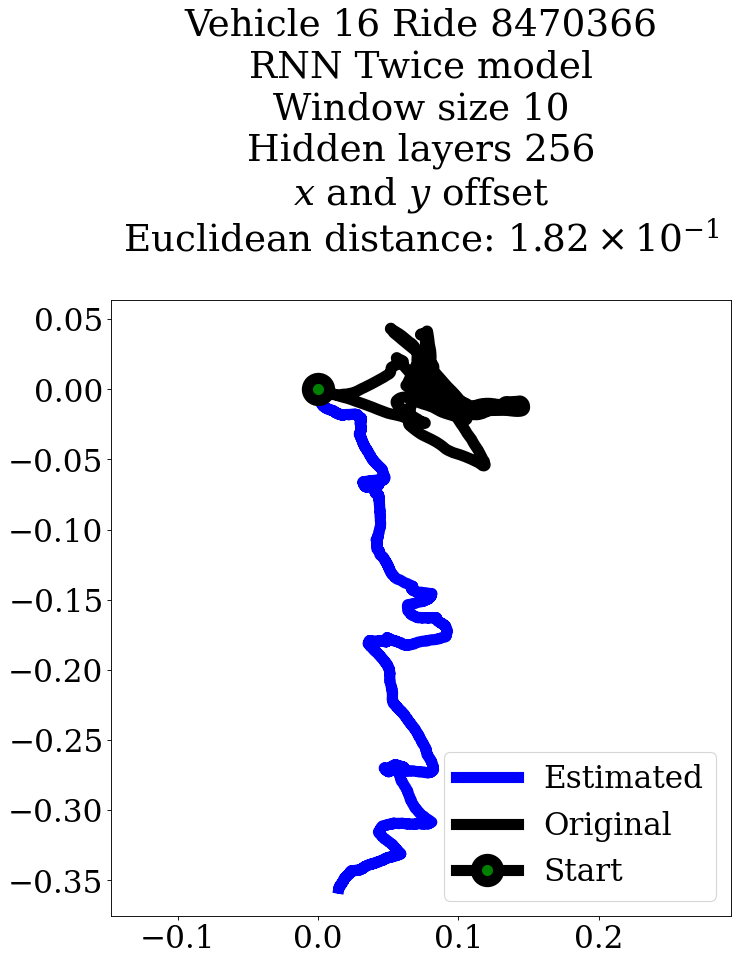 Vehicle 16 Ride 8470366
RNN Twice model
Window size 10
Hidden layers 256
x and y offset
Euclidean distance: 1.82 × 10⁻¹
0.05
0.00
−0.05
−0.10
−0.15
−0.20
−0.25
−0.30
−0.35
−0.1 0.0 0.1 0.2
Estimated
Original
Start